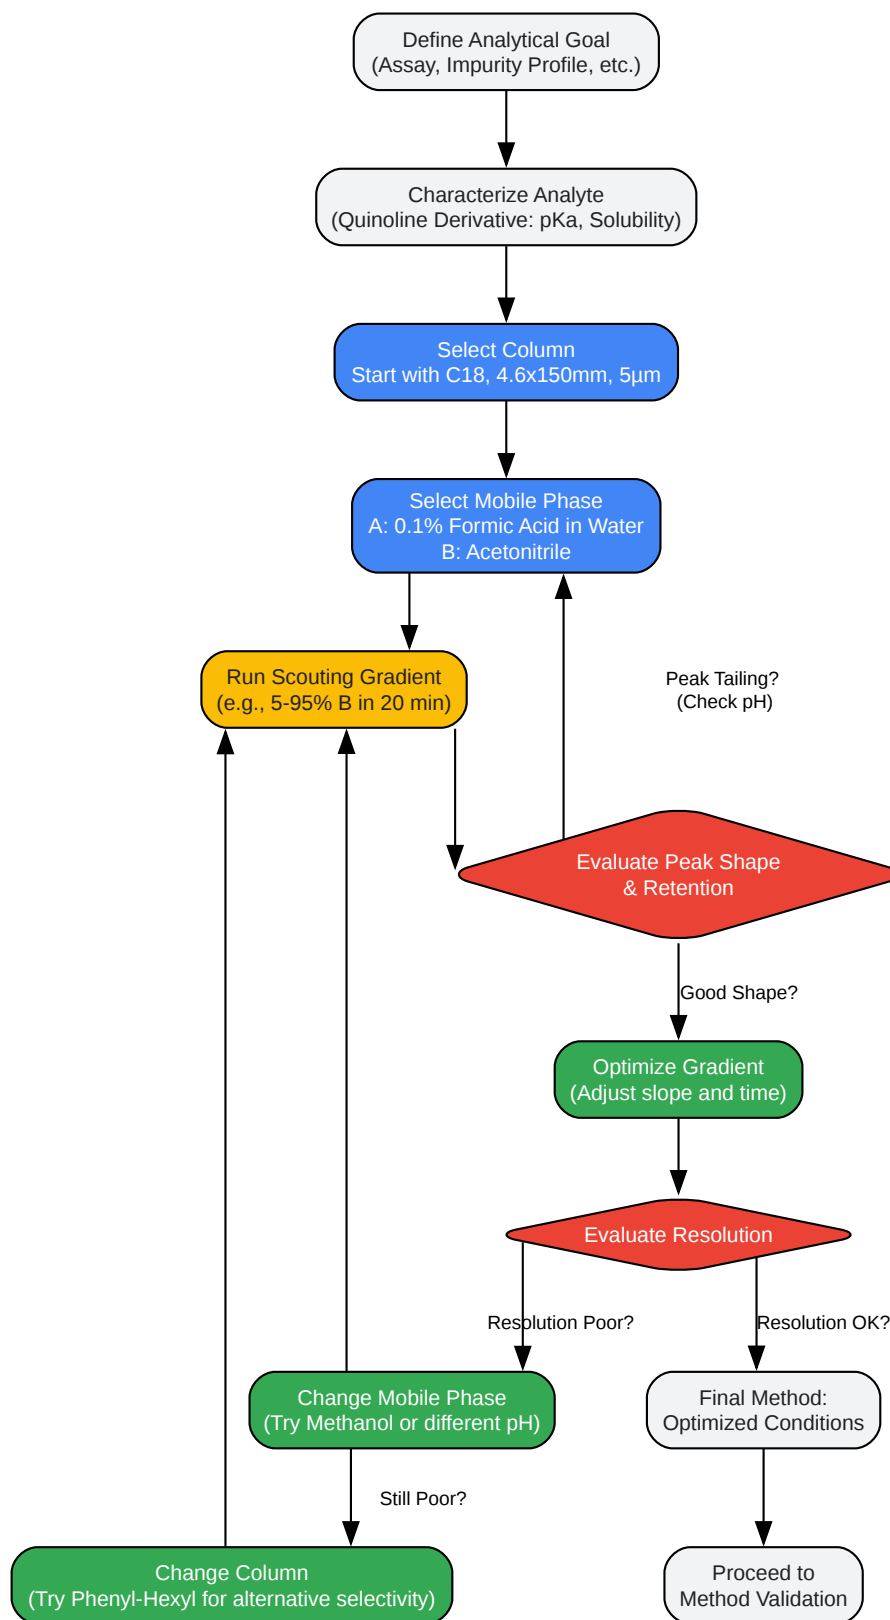 Define Analytical Goal
(Assay, Impurity Profile, etc.)
Characterize Analyte
(Quinoline Derivative: pKa, Solubility)
Select Column
Start with C18, 4.6x150mm, 5µm
Select Mobile Phase
A: 0.1% Formic Acid in Water
B: Acetonitrile
Run Scouting Gradient
(e.g., 5-95% B in 20 min)
Peak Tailing?
(Check pH)
Evaluate Peak Shape
& Retention
Good Shape?
Optimize Gradient
(Adjust slope and time)
Evaluate Resolution
Resolution Poor?
Resolution OK?
Change Mobile Phase
(Try Methanol or different pH)
Final Method:
Optimized Conditions
Still Poor?
Change Column
(Try Phenyl-Hexyl for alternative selectivity)
Proceed to
Method Validation